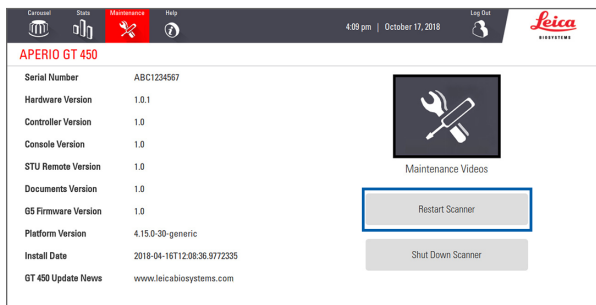 Carousel Stats Maintenance Help 4:09 pm | October 17, 2018 Log Out Leica
BIOSYSTEMS
APERIO GT 450
Serial Number ABC1234567
Hardware Version 1.0.1
Controller Version 1.0
Console Version 1.0
STU Remote Version 1.0
Documents Version 1.0
G5 Firmware Version 1.0
Platform Version 4.15.0-30-generic
Install Date 2018-04-16T12:08:36.9772335
GT 450 Update News www.leicabiosystems.com
Maintenance Videos
Restart Scanner
Shut Down Scanner